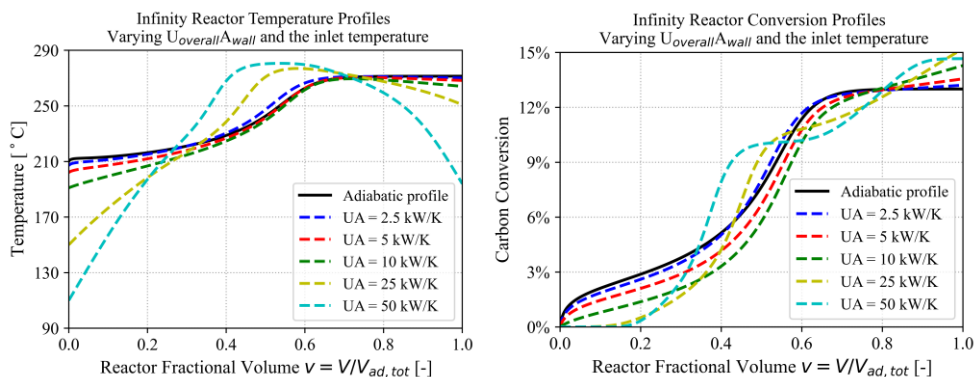 Infinity Reactor Temperature Profiles
Varying U_overallA_wall and the inlet temperature
Temperature [ ˚ C]
290
250
210
170
130
90
Adiabatic profile
UA = 2.5 kW/K
UA = 5 kW/K
UA = 10 kW/K
UA = 25 kW/K
UA = 50 kW/K
0.0 0.2 0.4 0.6 0.8 1.0
Reactor Fractional Volume v = V/V_ad,tot [-]
Infinity Reactor Conversion Profiles
Varying U_overallA_wall and the inlet temperature
Carbon Conversion
15%
12%
9%
6%
3%
0%
Adiabatic profile
UA = 2.5 kW/K
UA = 5 kW/K
UA = 10 kW/K
UA = 25 kW/K
UA = 50 kW/K
0.0 0.2 0.4 0.6 0.8 1.0
Reactor Fractional Volume v = V/V_ad,tot [-]